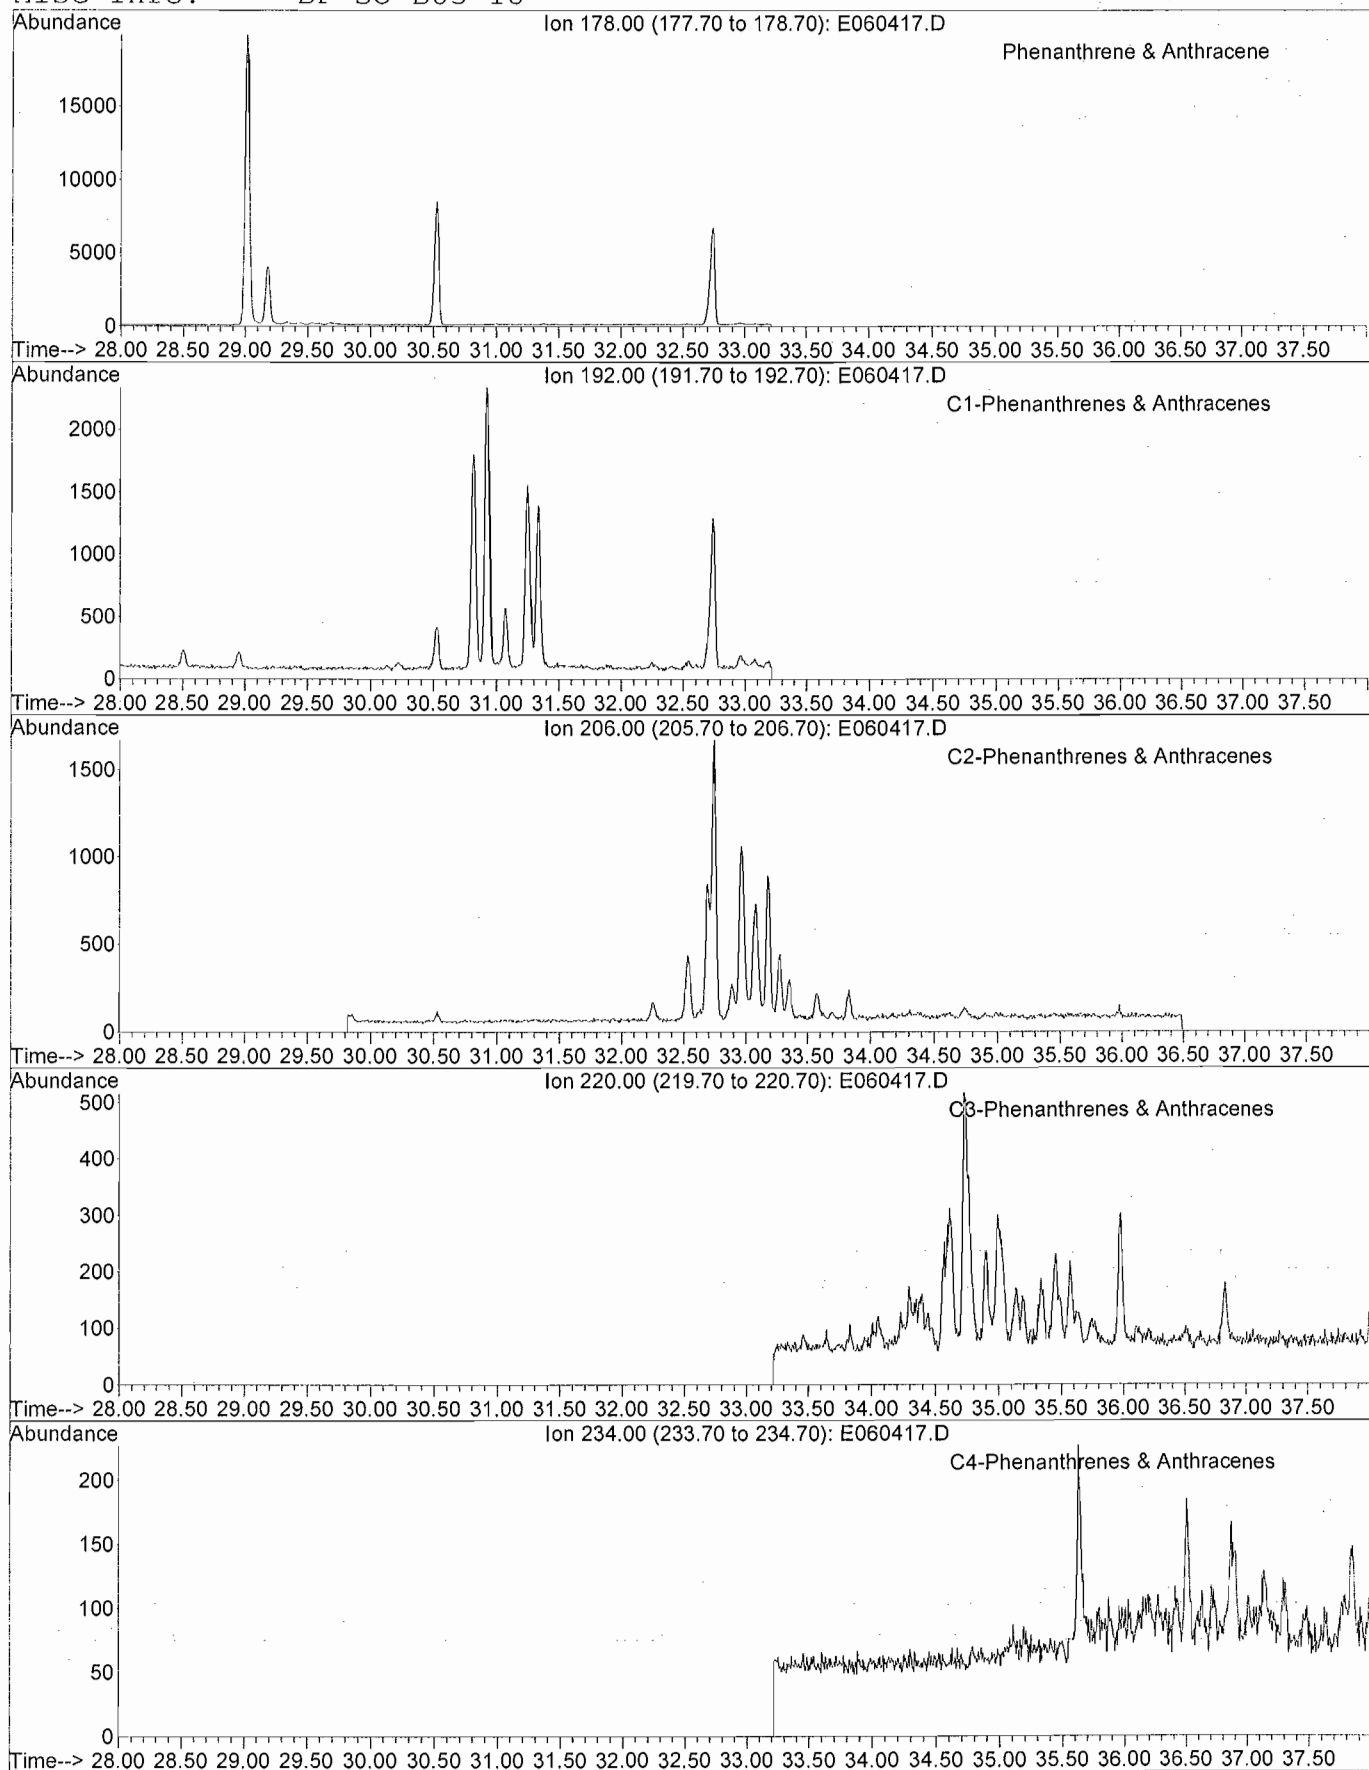 Misc Info:
Abundance
Ion 178.00 (177.70 to 178.70): E060417.D
Phenanthrene & Anthracene
15000
10000
5000
0
Time--> 28.00 28.50 29.00 29.50 30.00 30.50 31.00 31.50 32.00 32.50 33.00 33.50 34.00 34.50 35.00 35.50 36.00 36.50 37.00 37.50
Abundance
Ion 192.00 (191.70 to 192.70): E060417.D
C1-Phenanthrenes & Anthracenes
2000
1500
1000
500
0
Time--> 28.00 28.50 29.00 29.50 30.00 30.50 31.00 31.50 32.00 32.50 33.00 33.50 34.00 34.50 35.00 35.50 36.00 36.50 37.00 37.50
Abundance
Ion 206.00 (205.70 to 206.70): E060417.D
C2-Phenanthrenes & Anthracenes
1500
1000
500
0
Time--> 28.00 28.50 29.00 29.50 30.00 30.50 31.00 31.50 32.00 32.50 33.00 33.50 34.00 34.50 35.00 35.50 36.00 36.50 37.00 37.50
Abundance
Ion 220.00 (219.70 to 220.70): E060417.D
C3-Phenanthrenes & Anthracenes
500
400
300
200
100
0
Time--> 28.00 28.50 29.00 29.50 30.00 30.50 31.00 31.50 32.00 32.50 33.00 33.50 34.00 34.50 35.00 35.50 36.00 36.50 37.00 37.50
Abundance
Ion 234.00 (233.70 to 234.70): E060417.D
C4-Phenanthrenes & Anthracenes
200
150
100
50
0
Time--> 28.00 28.50 29.00 29.50 30.00 30.50 31.00 31.50 32.00 32.50 33.00 33.50 34.00 34.50 35.00 35.50 36.00 36.50 37.00 37.50